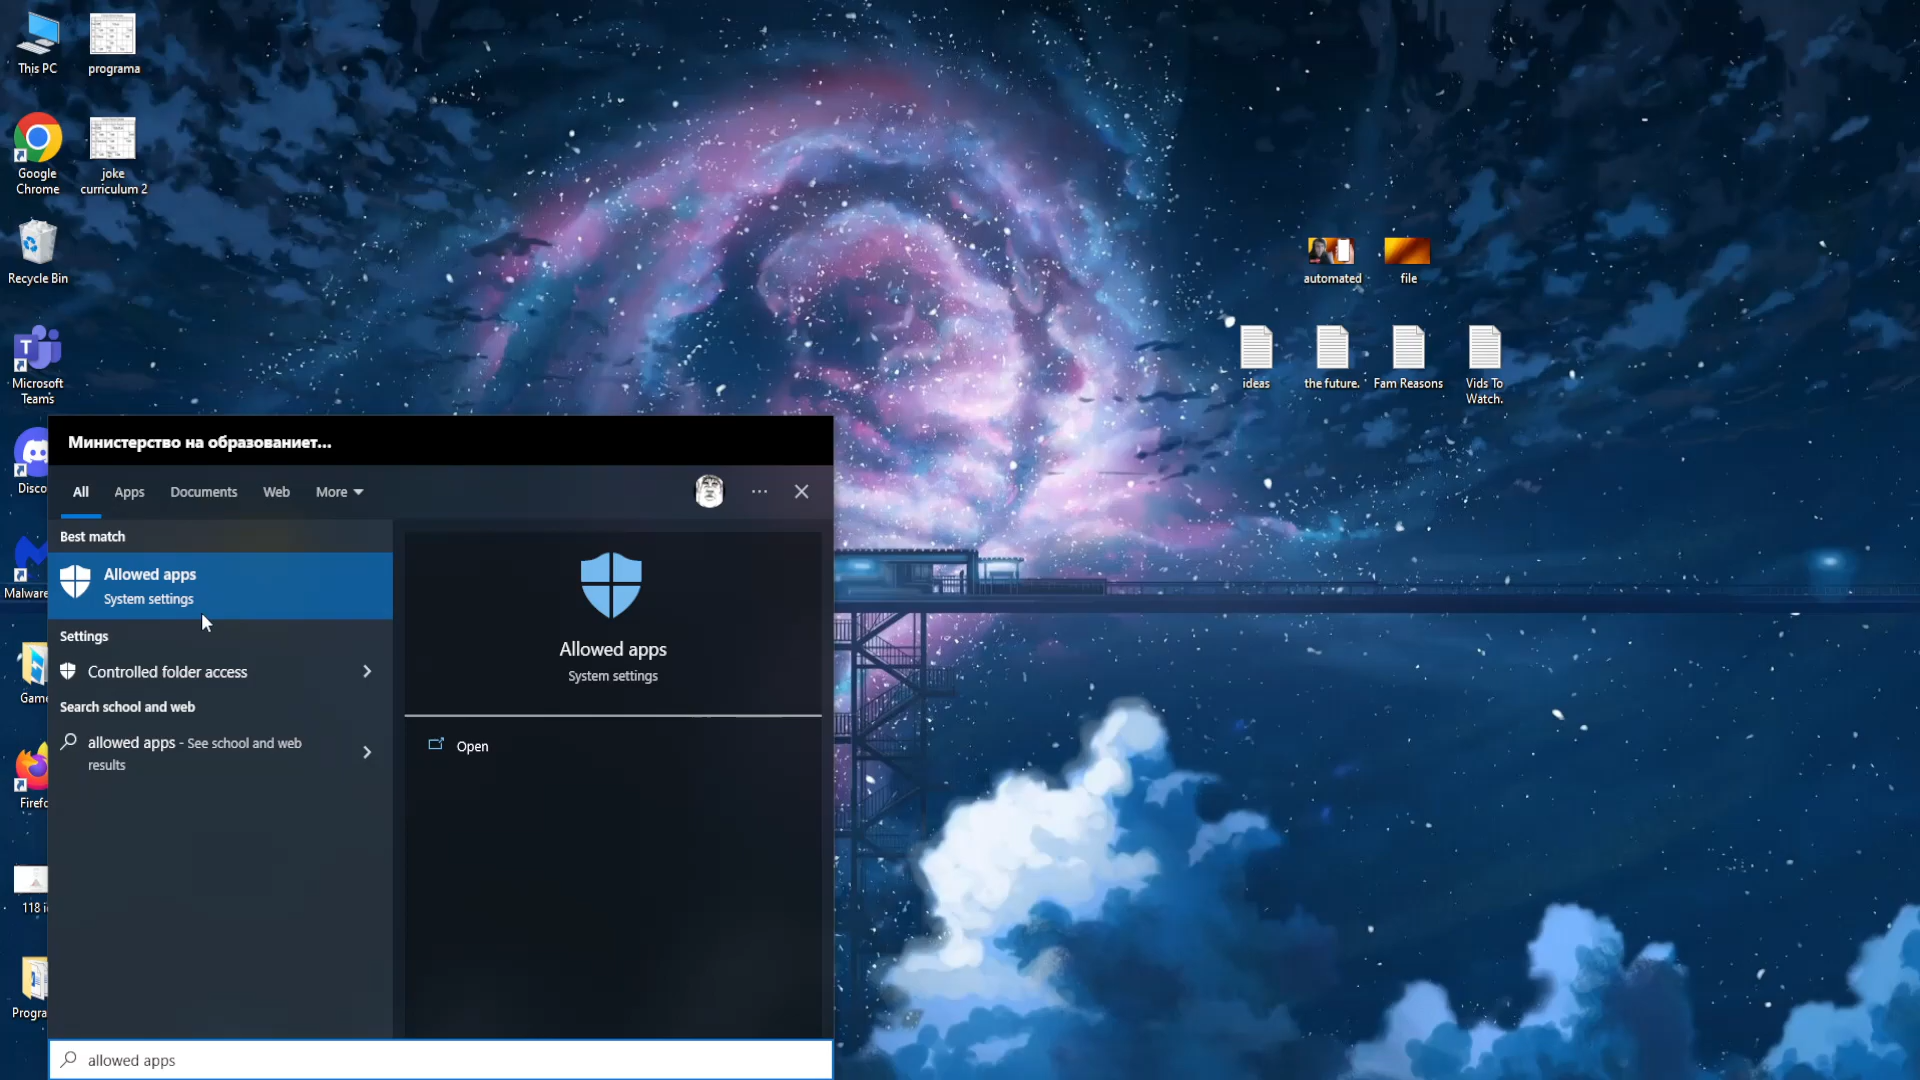 This PC
programa
Google
Chrome
joke
curriculum 2
Recycle Bin
Microsoft
Teams
Disco
Malware
Game
Firefo
118 i
Progra
automated
file
ideas
the future.
Fam Reasons
Vids To
Watch.
Министерство на образованиет...
All
Apps
Documents
Web
More
Best match
Allowed apps
System settings
Settings
Controlled folder access
Search school and web
allowed apps - See school and web
results
Allowed apps
System settings
Open
allowed apps